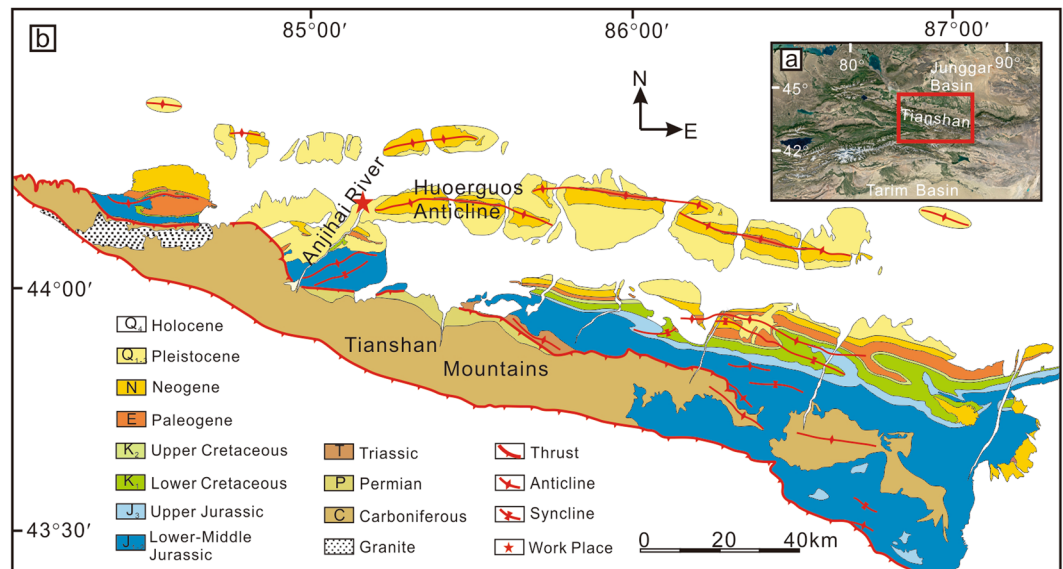 b
85°00′
86°00′
87°00′
a
80°
90°
45°
42°
Junggar
Basin
Tianshan
Tarim Basin
N
E
Anjihai River
Huoerguos
Anticline
44°00′
43°30′
Tianshan
Mountains
Q4 Holocene
Pleistocene
N Neogene
E Paleogene
K2 Upper Cretaceous
K1 Lower Cretaceous
J3 Upper Jurassic
J Lower-Middle
Jurassic
T Triassic
P Permian
C Carboniferous
Granite
Thrust
Anticline
Syncline
Work Place
0 20 40km